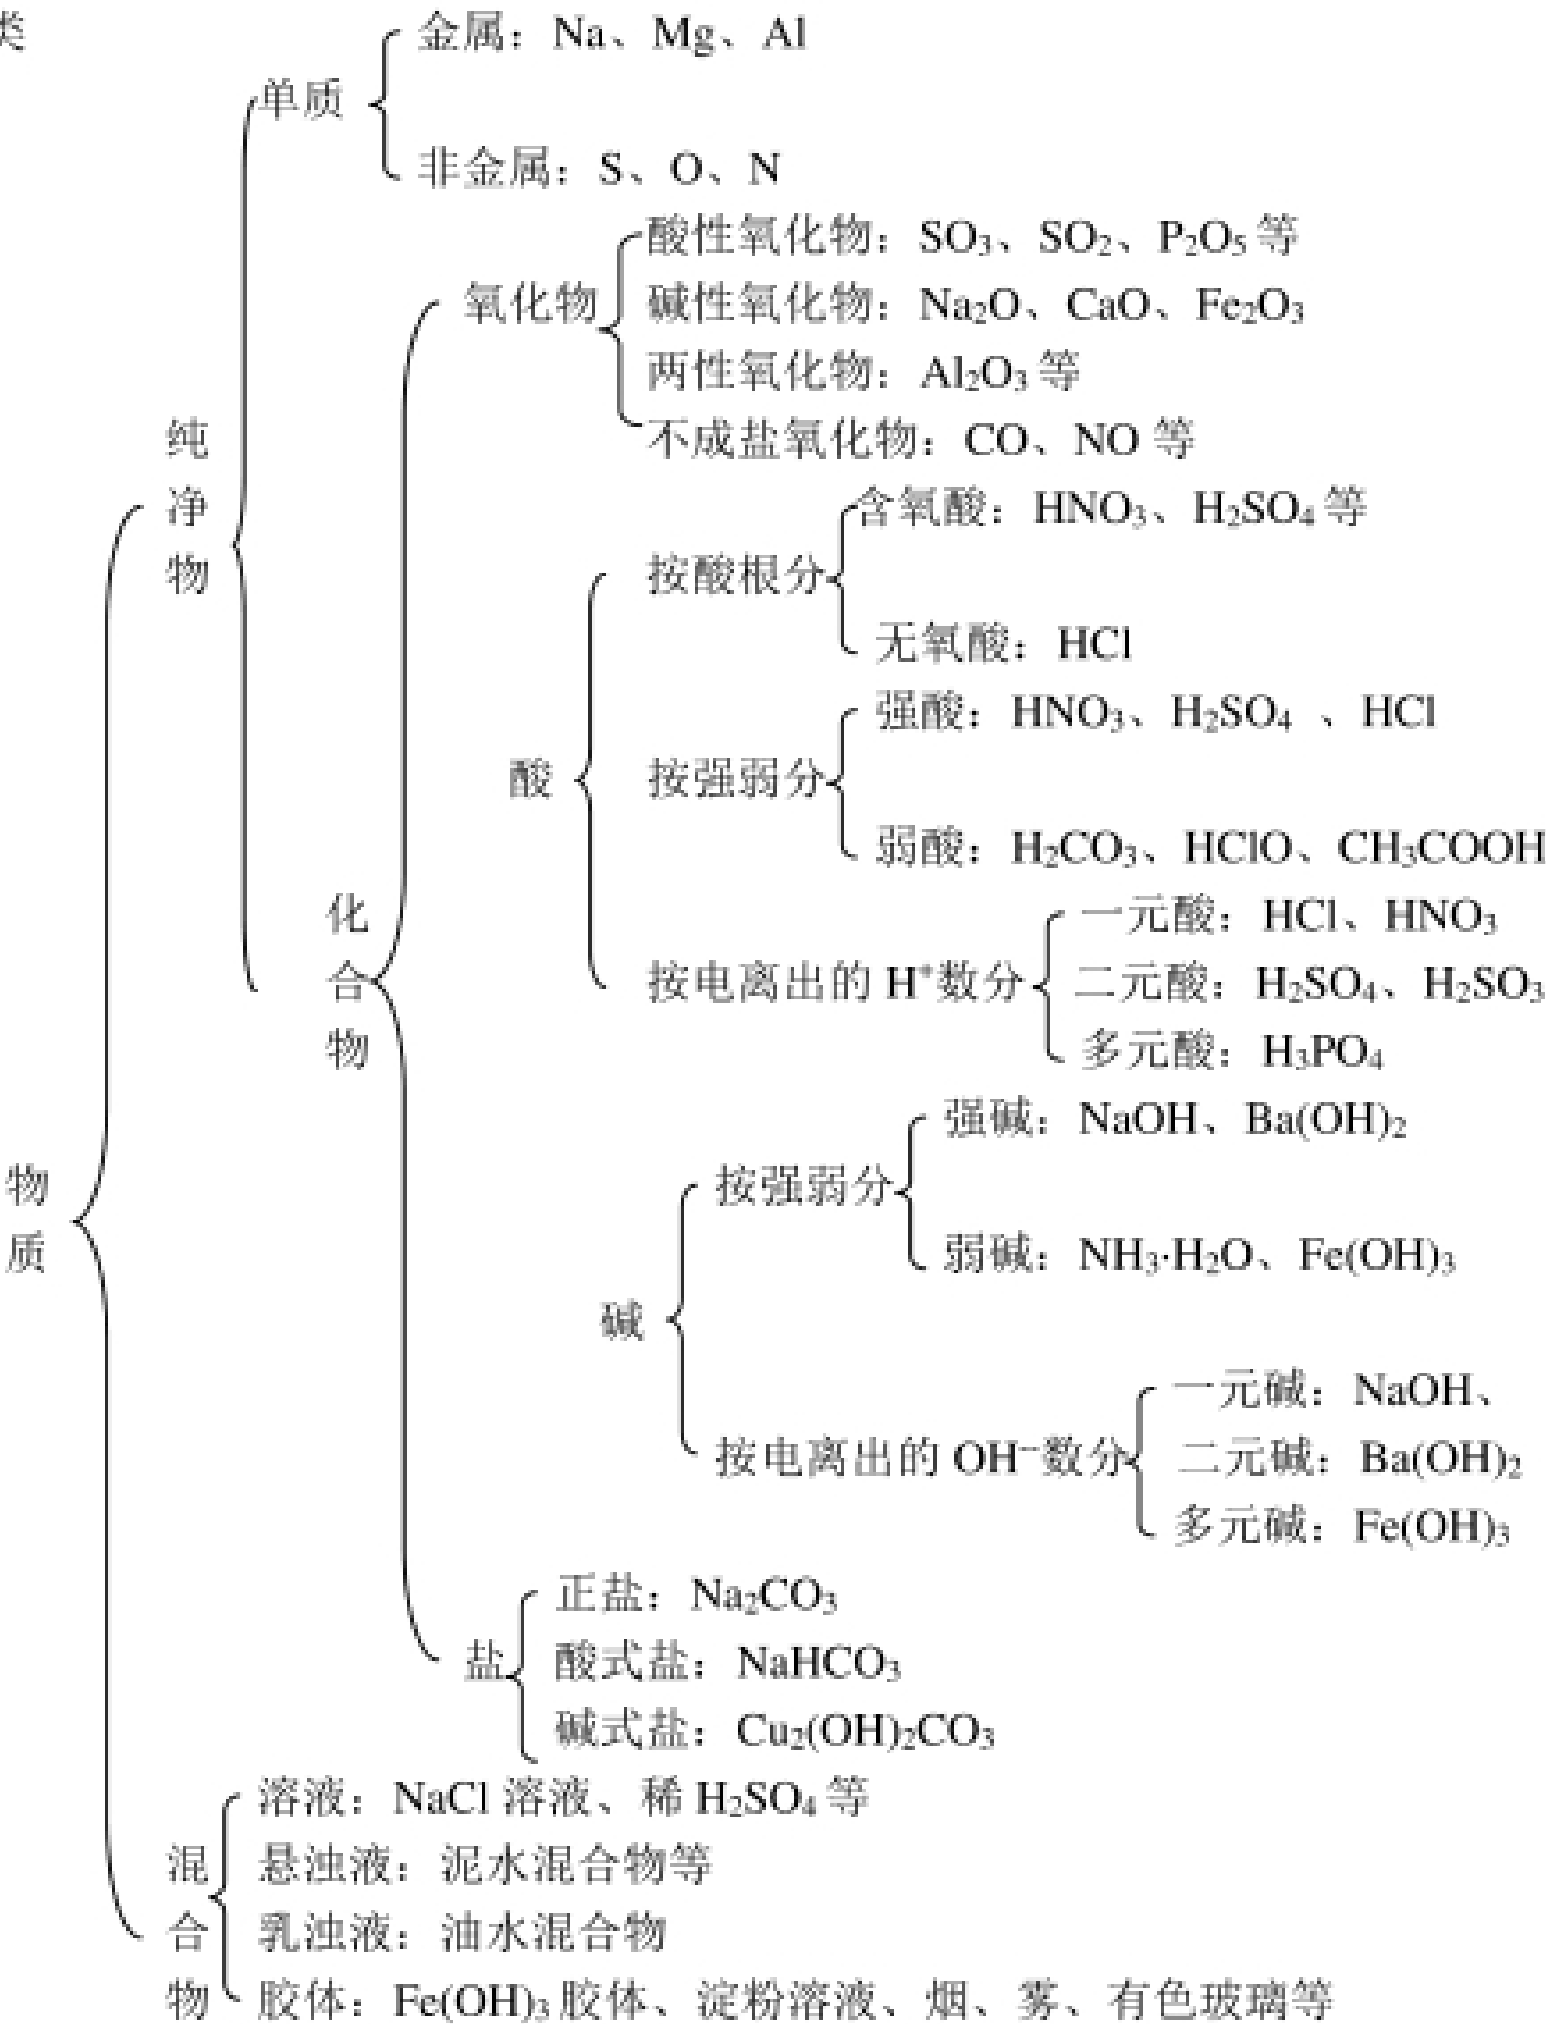 类
金属：Na、Mg、Al
单质
非金属：S、O、N
酸性氧化物：SO₃、SO₂、P₂O₅等
氧化物
碱性氧化物：Na₂O、CaO、Fe₂O₃
两性氧化物：Al₂O₃等
不成盐氧化物：CO、NO 等
纯净物
含氧酸：HNO₃、H₂SO₄等
按酸根分
无氧酸：HCl
强酸：HNO₃、H₂SO₄ 、HCl
酸
按强弱分
弱酸：H₂CO₃、HClO、CH₃COOH
化合物
一元酸：HCl、HNO₃
按电离出的 H⁺数分
二元酸：H₂SO₄、H₂SO₃
多元酸：H₃PO₄
强碱：NaOH、Ba(OH)₂
物质
按强弱分
弱碱：NH₃·H₂O、Fe(OH)₃
碱
一元碱：NaOH、
按电离出的 OH⁻数分
二元碱：Ba(OH)₂
多元碱：Fe(OH)₃
正盐：Na₂CO₃
盐
酸式盐：NaHCO₃
碱式盐：Cu₂(OH)₂CO₃
溶液：NaCl 溶液、稀 H₂SO₄等
混合物
悬浊液：泥水混合物等
乳浊液：油水混合物
胶体：Fe(OH)₃胶体、淀粉溶液、烟、雾、有色玻璃等